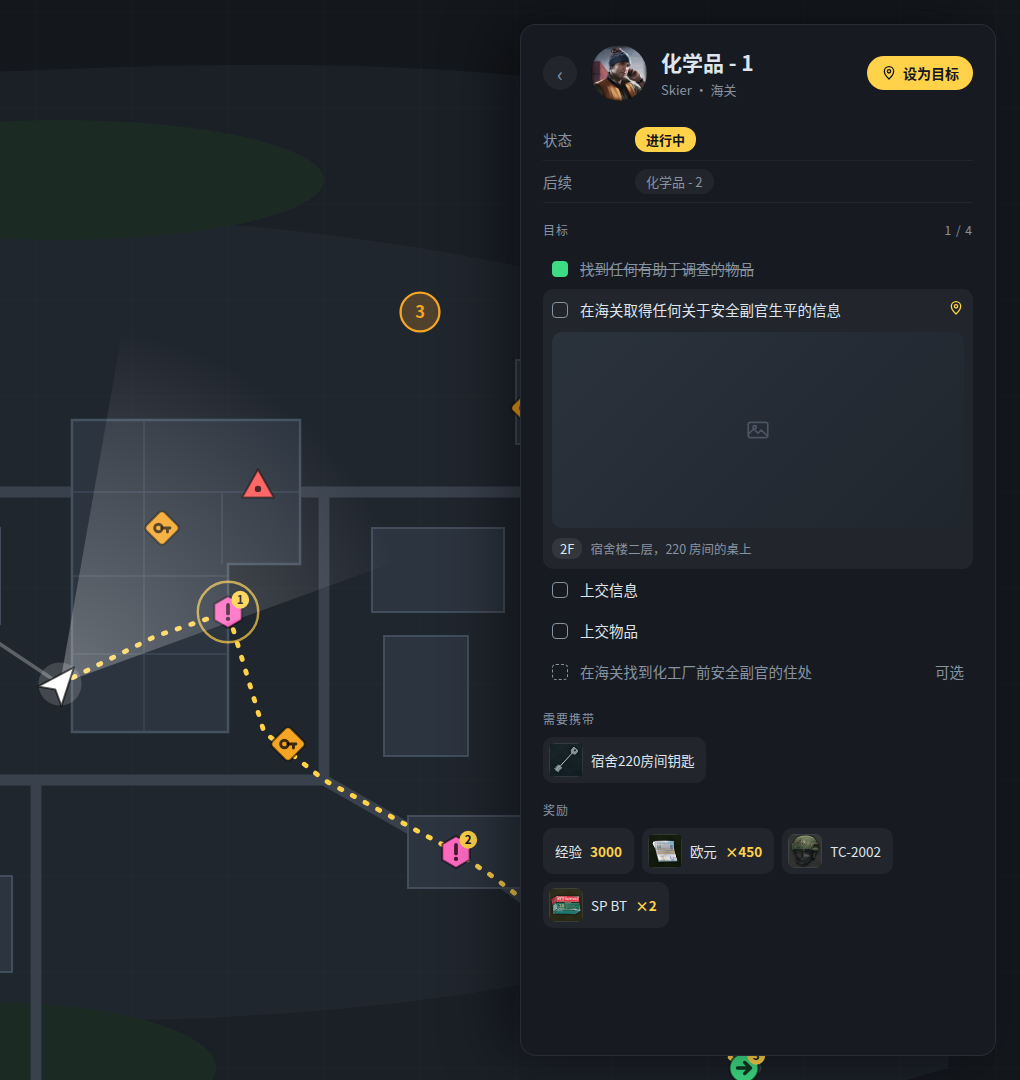 化学品 - 1
Skier • 海关
设为目标
状态
进行中
后续
化学品 - 2
目标
1 / 4
找到任何有助于调查的物品
在海关取得任何关于安全副官生平的信息
2F
宿舍楼二层，220 房间的桌上
上交信息
上交物品
在海关找到化工厂前安全副官的住处
可选
需要携带
宿舍220房间钥匙
奖励
经验 3000
欧元 ×450
TC-2002
SP BT ×2
3
1
2